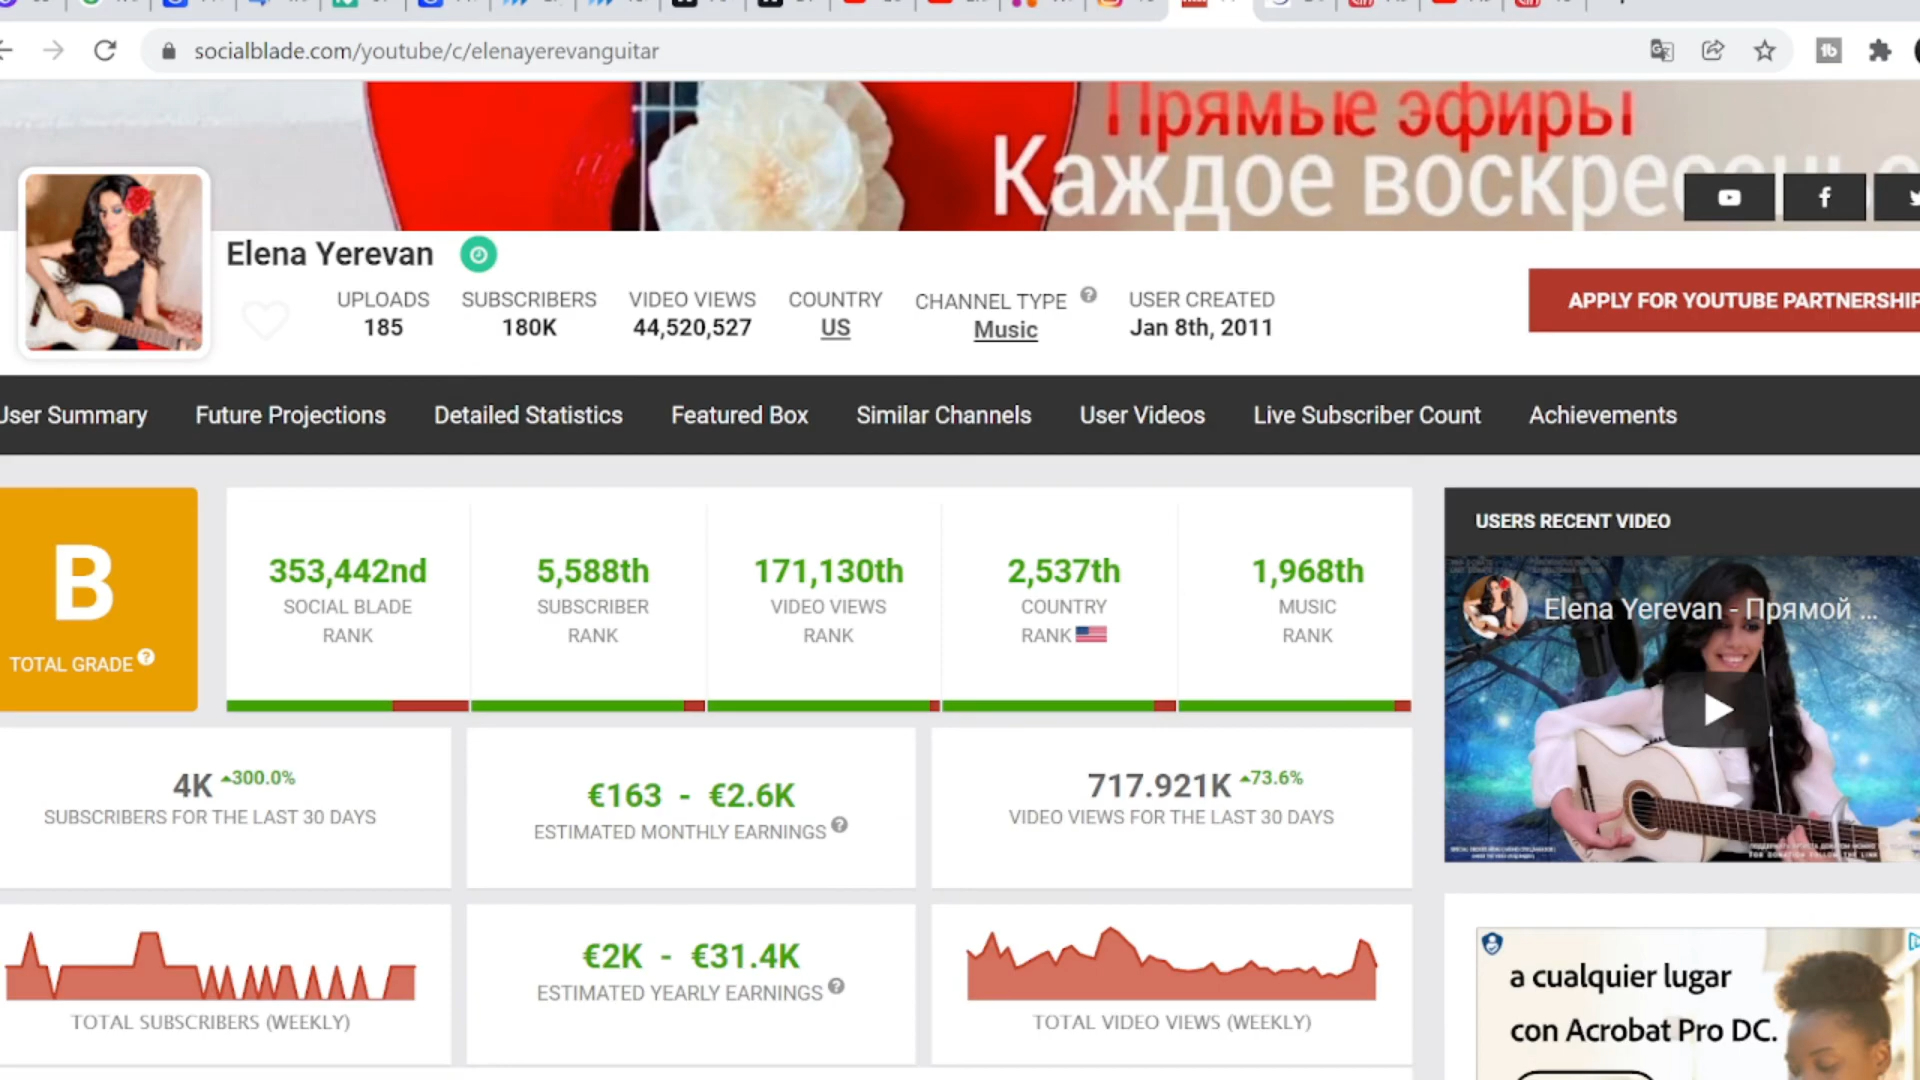 socialblade.com/youtube/c/elenayerevanguitar
Прямые эфиры
Каждое
Elena Yerevan
UPLOADS
185
SUBSCRIBERS
180K
VIDEO VIEWS
44,520,527
COUNTRY
US
CHANNEL TYPE ?
Music
USER CREATED
Jan 8th, 2011
APPLY FOR YOUTUBE PARTNERSHIP
User Summary
Future Projections
Detailed Statistics
Featured Box
Similar Channels
User Videos
Live Subscriber Count
Achievements
B
TOTAL GRADE ?
353,442nd
SOCIAL BLADE
RANK
5,588th
SUBSCRIBER
RANK
171,130th
VIDEO VIEWS
RANK
2,537th
COUNTRY
RANK
1,968th
MUSIC
RANK
USERS RECENT VIDEO
Elena Yerevan - Прямой ...
4K 300.0%
SUBSCRIBERS FOR THE LAST 30 DAYS
€163 - €2.6K
ESTIMATED MONTHLY EARNINGS ?
717.921K 73.6%
VIDEO VIEWS FOR THE LAST 30 DAYS
TOTAL SUBSCRIBERS (WEEKLY)
€2K - €31.4K
ESTIMATED YEARLY EARNINGS ?
TOTAL VIDEO VIEWS (WEEKLY)
FOR DONATION FOLLOW THE LINK
a cualquier lugar
con Acrobat Pro DC.